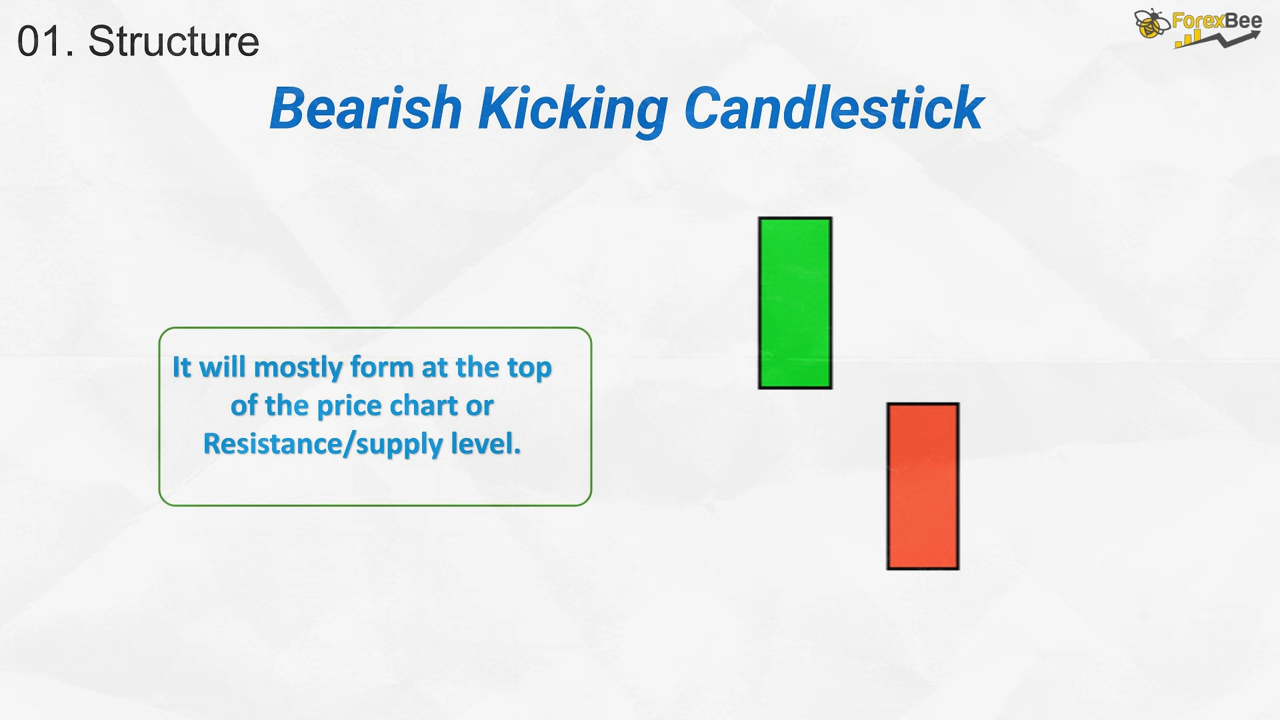 01. Structure
ForexBee
Bearish Kicking Candlestick
It will mostly form at the top
of the price chart or
Resistance/supply level.